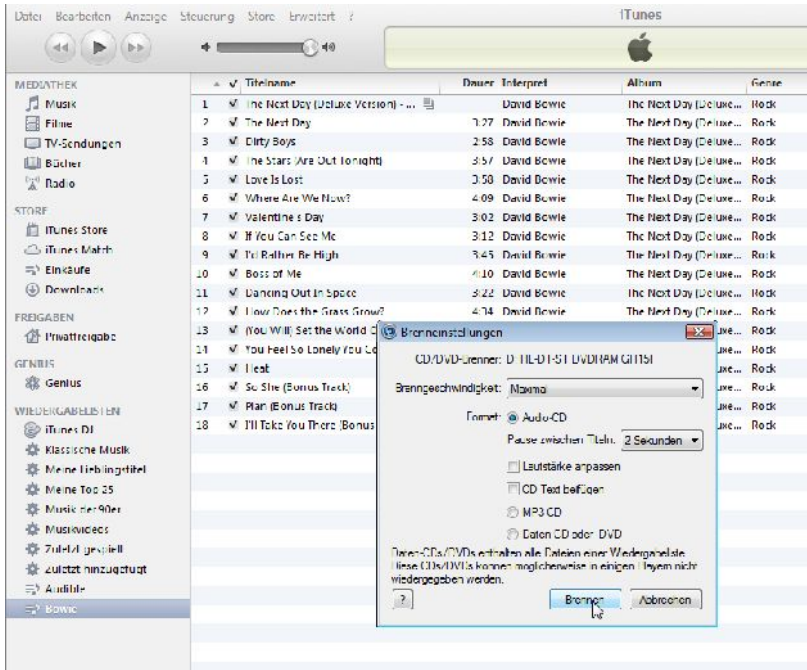 Datei Bearbeiten Anzeige Steuerung Store Erweitert ?
iTunes
MEDIATHEK
Musik
Filme
TV-Sendungen
Bücher
Radio
STORE
iTunes Store
iTunes Match
Einkäufe
Downloads
FREIGABEN
Privatfreigabe
GENIUS
Genius
WIEDERGABELISTEN
iTunes DJ
Klassische Musik
Meine Lieblingstitel
Meine Top 25
Musik der 90er
Musikvideos
Zuletzt gespielt
Zuletzt hinzugefügt
Audible
Bowie
Titelname Dauer Interpret Album Genre
1 The Next Day (Deluxe Version) - ... David Bowie The Next Day (Deluxe... Rock
2 The Next Day 3:27 David Bowie The Next Day (Deluxe... Rock
3 Dirty Boys 2:58 David Bowie The Next Day (Deluxe... Rock
4 The Stars (Are Out Tonight) 3:57 David Bowie The Next Day (Deluxe... Rock
5 Love Is Lost 3:58 David Bowie The Next Day (Deluxe... Rock
6 Where Are We Now? 4:09 David Bowie The Next Day (Deluxe... Rock
7 Valentine's Day 3:02 David Bowie The Next Day (Deluxe... Rock
8 If You Can See Me 3:12 David Bowie The Next Day (Deluxe... Rock
9 I'd Rather Be High 3:45 David Bowie The Next Day (Deluxe... Rock
10 Boss of Me 4:10 David Bowie The Next Day (Deluxe... Rock
11 Dancing Out In Space 3:22 David Bowie The Next Day (Deluxe... Rock
12 How Does the Grass Grow? 4:34 David Bowie The Next Day (Deluxe... Rock
13 (You Will) Set the World uxe... Rock
14 You Feel So Lonely You Co uxe... Rock
15 Heat uxe... Rock
16 So She (Bonus Track) uxe... Rock
17 Plan (Bonus Track) uxe... Rock
18 I'll Take You There (Bonus uxe... Rock
Brenneinstellungen
CD/DVD-Brenner: DVDRAM
Brenngeschwindigkeit: Maximal
Format: Audio-CD
Pause zwischen Titeln: 2 Sekunden
Lautstärke anpassen
CD Text beifügen
MP3 CD
Daten CD oder DVD
Daten-CDs/DVDs enthalten alle Dateien einer Wiedergabeliste.
Diese CDs/DVDs können möglicherweise in einigen Playern nicht
wiedergegeben werden.
?
Brennen
Abbrechen